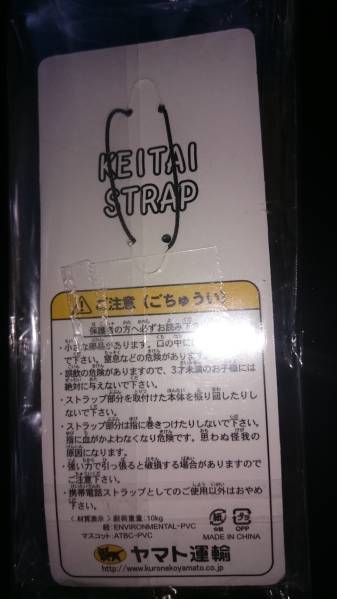 KEITAI
STRAP
ご注意（ごちゅうい）
保護者の方へ必ずお読み下
・小さな部品があります。口の中に
で下さい。窒息などの危険があります。
・誤飲の危険がありますので、3才未満のお子様には
絶対に与えないで下さい。
・ストラップ部分を取付けた本体を振り回したりし
ないで下さい。
・ストラップ部分は指に巻きつけたりしないで下さい。
指に血がかよわなくなり危険です。思わぬ怪我の
原因になります。
・強い力で引っ張ると破損する場合がありますので
ご注意下さい。
・携帯電話ストラップとしてのご使用以外はおやめ
下さい。
〈材質表示〉耐荷重量：10kg
紐：ENVIRONMENTAL-PVC
マスコット：ATBC-PVC
紙
台紙
プラ
OPP
MADE IN CHINA
ヤマト運輸
http://www.kuronekoyamato.co.jp/